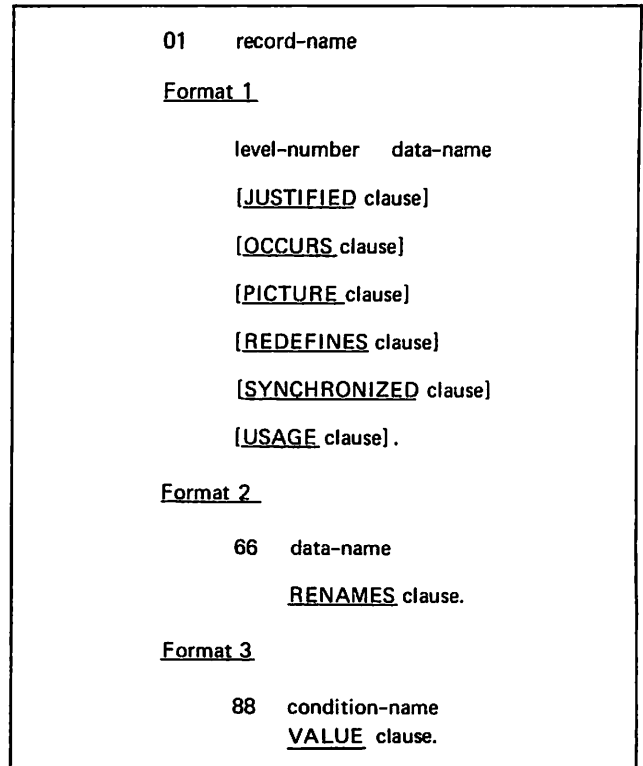 01 record-name
Format 1
level-number data-name
[JUSTIFIED clause]
[OCCURS clause]
[PICTURE clause]
[REDEFINES clause]
[SYNCHRONIZED clause]
[USAGE clause] .
Format 2
66 data-name
RENAMES clause.
Format 3
88 condition-name
VALUE clause.